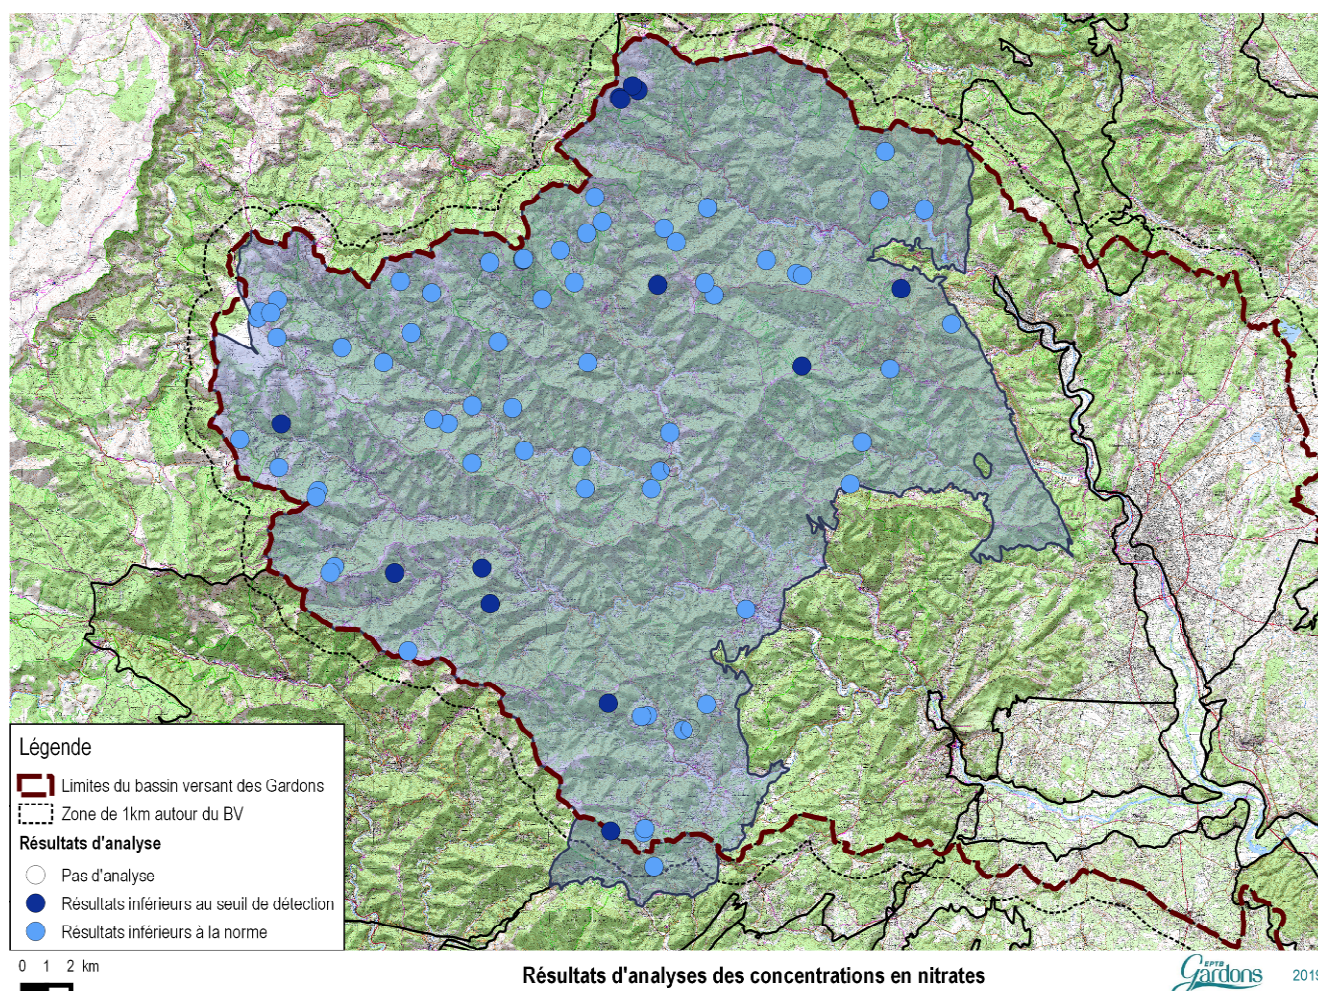 Légende
Limites du bassin versant des Gardons
Zone de 1km autour du BV
Résultats d'analyse
Pas d'analyse
Résultats inférieurs au seuil de détection
Résultats inférieurs à la norme
0 1 2 km
Résultats d'analyses des concentrations en nitrates
EPTB
Gardons
2019